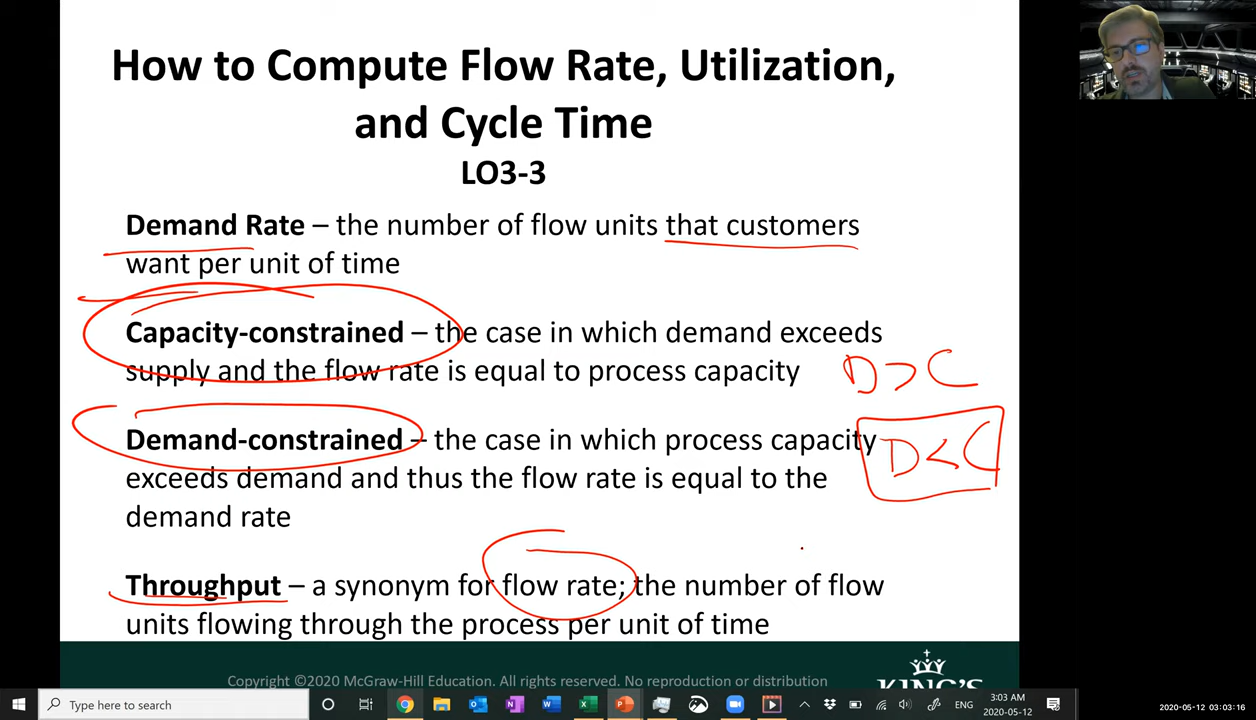 How to Compute Flow Rate, Utilization,
and Cycle Time
LO3-3
Demand Rate – the number of flow units that customers
want per unit of time
Capacity-constrained – the case in which demand exceeds
supply and the flow rate is equal to process capacity
D > C
Demand-constrained – the case in which process capacity
exceeds demand and thus the flow rate is equal to the
demand rate
D < C
Throughput – a synonym for flow rate; the number of flow
units flowing through the process per unit of time
Copyright ©2020 McGraw-Hill Education. All rights reserved. No reproduction or distribution
KING'S
Type here to search
ENG
3:03 AM
2020-05-12
2020-05-12 03:03:16